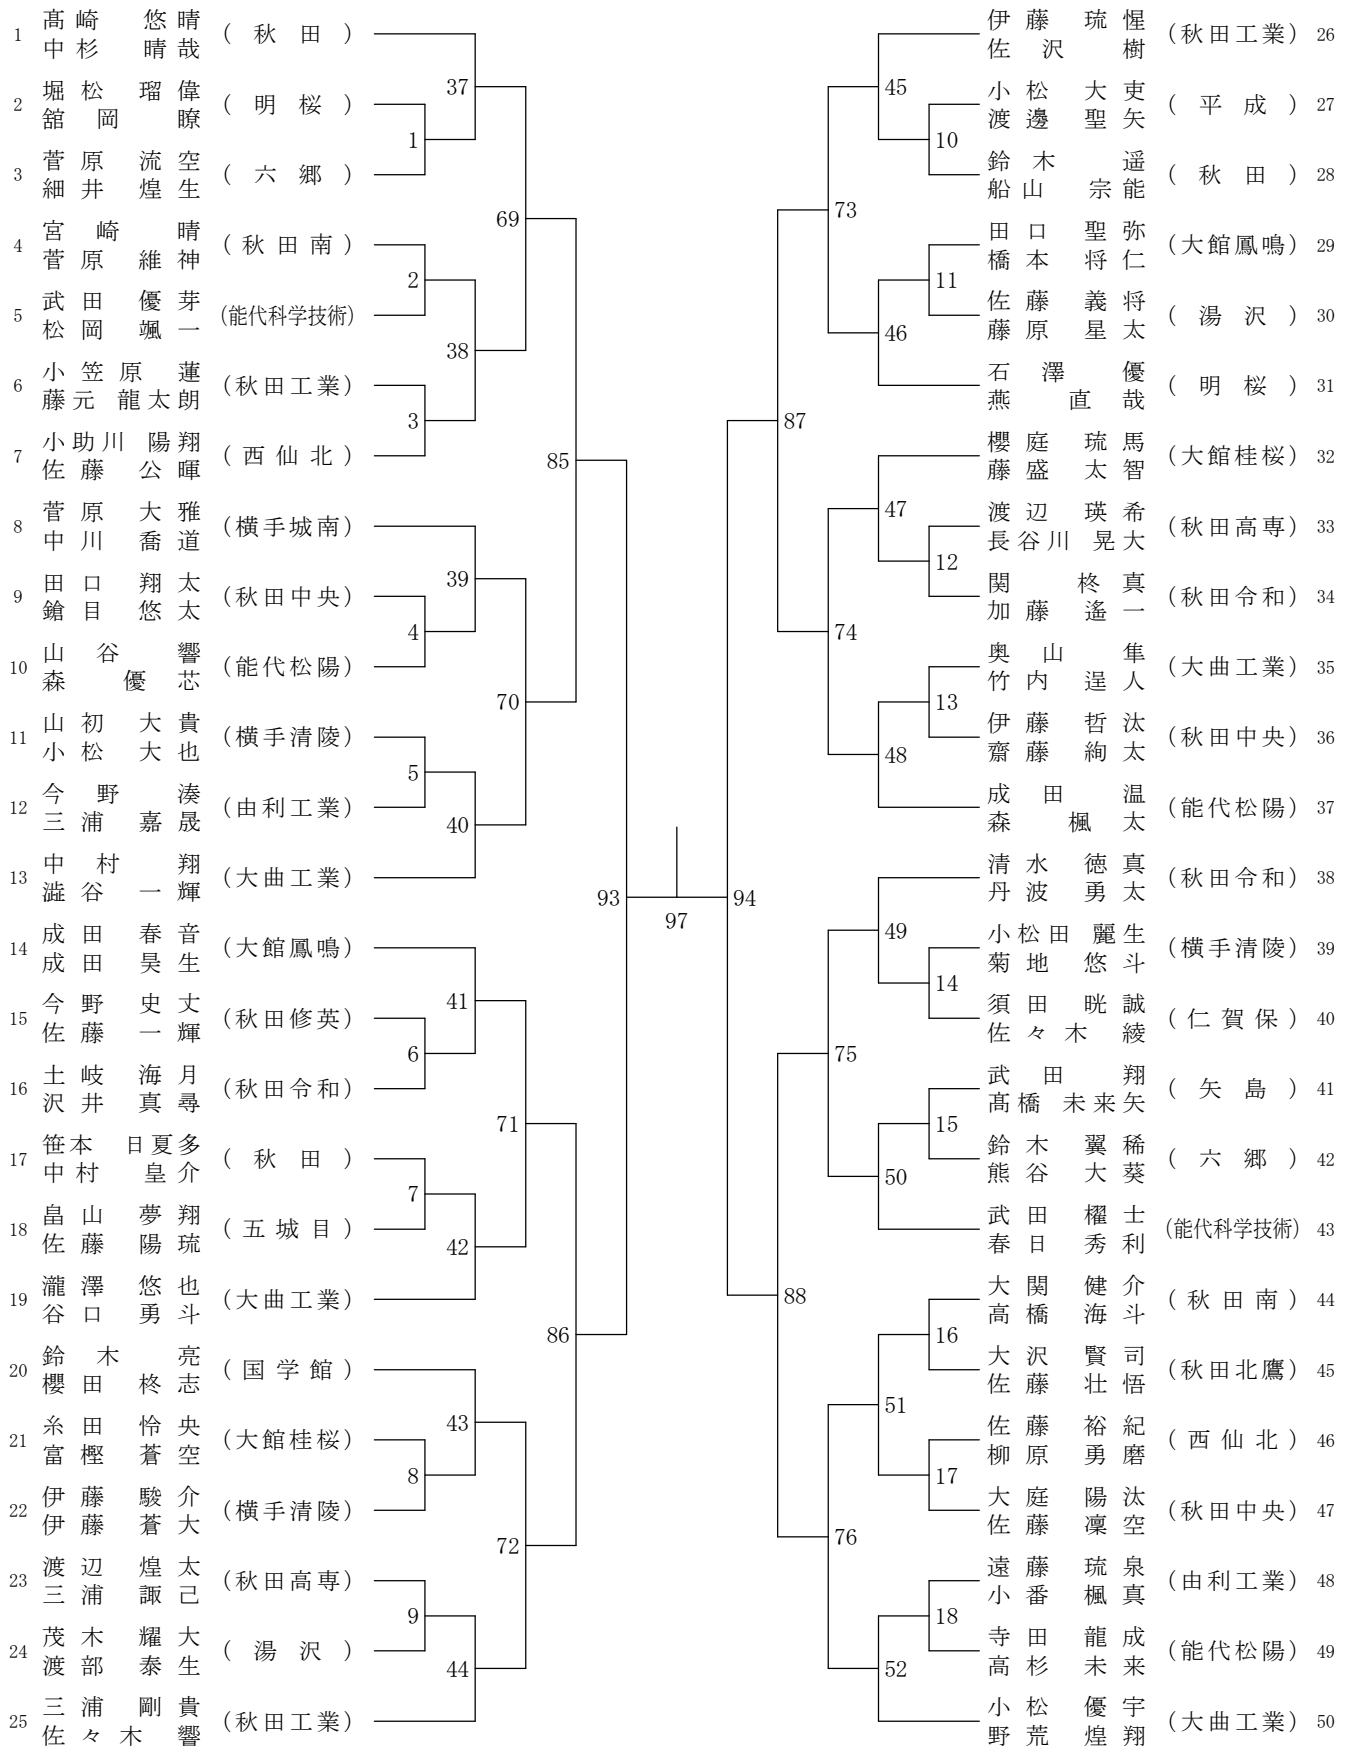 1 髙崎 悠晴 (秋田)
中杉 晴哉
2 堀松 瑠偉 (明桜)
舘岡 瞭
3 菅原 流空 (六郷)
細井 煌生
4 宮崎 晴 (秋田南)
菅原 維神
5 武田 優芽 (能代科学技術)
松岡 颯一
6 小笠原 蓮 (秋田工業)
藤元 龍太朗
7 小助川 陽翔 (西仙北)
佐藤 公暉
8 菅原 大雅 (横手城南)
中川 喬道
9 田口 翔太 (秋田中央)
鎗目 悠太
10 山谷 響 (能代松陽)
森 優芯
11 山初 大貴 (横手清陵)
小松 大也
12 今野 湊 (由利工業)
三浦 嘉晟
13 中村 翔 (大曲工業)
澁谷 一輝
14 成田 春音 (大館鳳鳴)
成田 昊生
15 今野 史丈 (秋田修英)
佐藤 一輝
16 土岐 海月 (秋田令和)
沢井 真尋
17 笹本 日夏多 (秋田)
中村 皇介
18 畠山 夢翔 (五城目)
佐藤 陽琉
19 瀧澤 悠也 (大曲工業)
谷口 勇斗
20 鈴木 亮 (国学館)
櫻田 柊志
21 糸田 怜央 (大館桂桜)
富樫 蒼空
22 伊藤 駿介 (横手清陵)
伊藤 蒼大
23 渡辺 煌太 (秋田高専)
三浦 諏己
24 茂木 耀大 (湯沢)
渡部 泰生
25 三浦 剛貴 (秋田工業)
佐々木 響
37
1
69
2
38
3
85
39
4
70
5
40
93
41
6
71
7
42
86
43
8
72
9
44
97
94
45
10
73
11
46
87
47
12
74
13
48
49
14
75
15
50
88
16
51
17
76
18
52
伊藤 琉惺 (秋田工業) 26
佐沢 樹
小松 大吏 (平成) 27
渡邊 聖矢
鈴木 遥 (秋田) 28
船山 宗能
田口 聖弥 (大館鳳鳴) 29
橋本 将仁
佐藤 義将 (湯沢) 30
藤原 星太
石澤 優 (明桜) 31
燕 直哉
櫻庭 琉馬 (大館桂桜) 32
藤盛 太智
渡辺 瑛希 (秋田高専) 33
長谷川 晃大
関 柊真 (秋田令和) 34
加藤 遙一
奥山 隼 (大曲工業) 35
竹内 逞人
伊藤 哲汰 (秋田中央) 36
齋藤 絢太
成田 温 (能代松陽) 37
森 楓太
清水 徳真 (秋田令和) 38
丹波 勇太
小松田 麗生 (横手清陵) 39
菊地 悠斗
須田 晄誠 (仁賀保) 40
佐々木 綾
武田 翔 (矢島) 41
髙橋 未来矢
鈴木 翼稀 (六郷) 42
熊谷 大葵
武田 櫂士 (能代科学技術) 43
春日 秀利
大関 健介 (秋田南) 44
高橋 海斗
大沢 賢司 (秋田北鷹) 45
佐藤 壮悟
佐藤 裕紀 (西仙北) 46
柳原 勇磨
大庭 陽汰 (秋田中央) 47
佐藤 凜空
遠藤 琉泉 (由利工業) 48
小番 楓真
寺田 龍成 (能代松陽) 49
高杉 未来
小松 優宇 (大曲工業) 50
野荒 煌翔